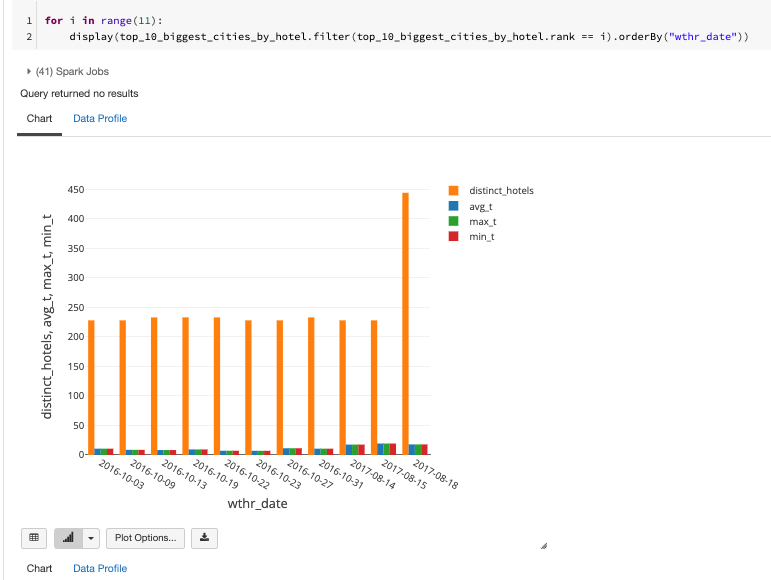 1 for i in range(11):
2 display(top_10_biggest_cities_by_hotel.filter(top_10_biggest_cities_by_hotel.rank == i).orderBy("wthr_date"))
(41) Spark Jobs
Query returned no results
Chart Data Profile
distinct_hotels, avg_t, max_t, min_t
450
400
350
300
250
200
150
100
50
0
distinct_hotels
avg_t
max_t
min_t
2016-10-03
2016-10-09
2016-10-13
2016-10-19
2016-10-22
2016-10-23
2016-10-27
2016-10-31
2017-08-14
2017-08-15
2017-08-18
wthr_date
Plot Options...
Chart Data Profile